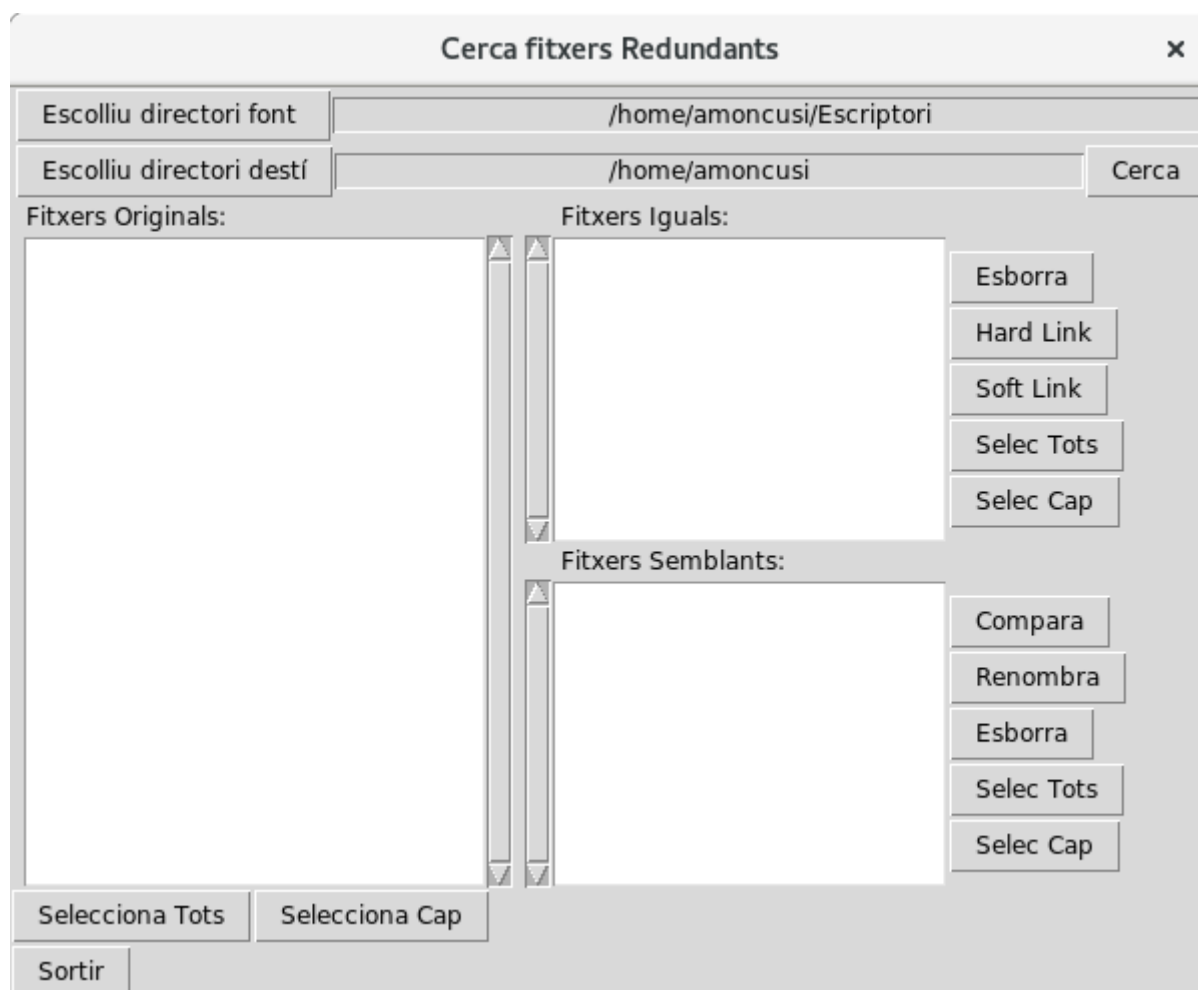 Cerca fitxers Redundants
Escolliu directori font /home/amoncusi/Escriptori
Escolliu directori destí /home/amoncusi Cerca
Fitxers Originals:
Fitxers Iguals:
Esborra
Hard Link
Soft Link
Selec Tots
Selec Cap
Fitxers Semblants:
Compara
Renombra
Esborra
Selec Tots
Selec Cap
Selecciona Tots Selecciona Cap
Sortir